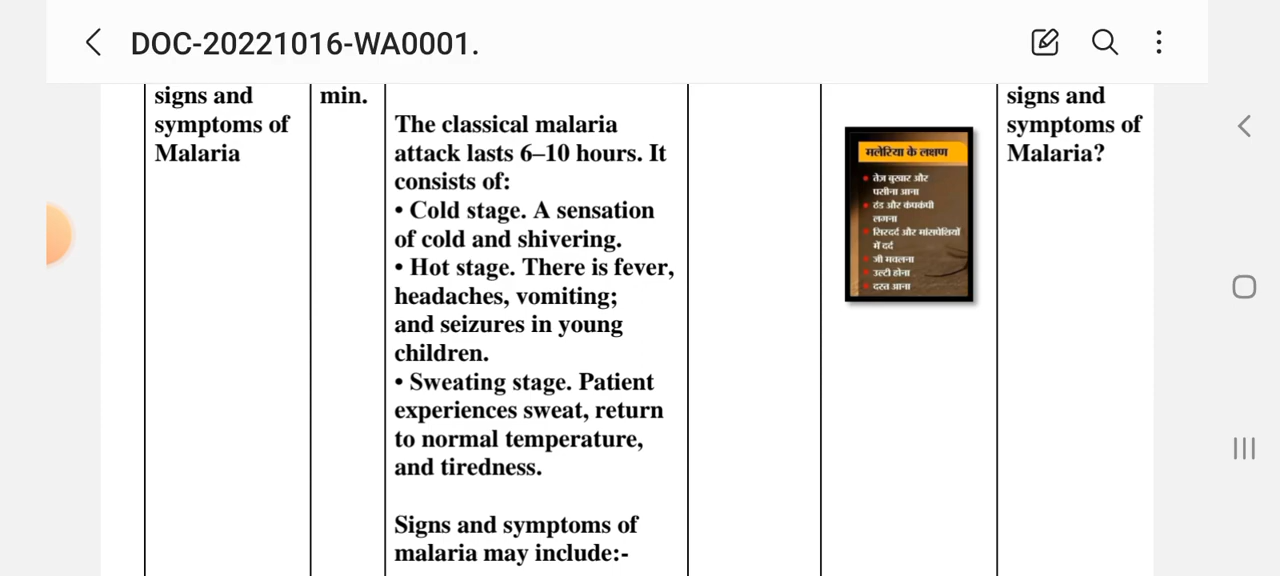 DOC-20221016-WA0001.
signs and
symptoms of
Malaria
min.
The classical malaria
attack lasts 6–10 hours. It
consists of:
• Cold stage. A sensation
of cold and shivering.
• Hot stage. There is fever,
headaches, vomiting;
and seizures in young
children.
• Sweating stage. Patient
experiences sweat, return
to normal temperature,
and tiredness.
Signs and symptoms of
malaria may include:-
मलेरिया के लक्षण
तेज बुखार और
पसीना आना
ठंड और कंपकंपी
लगना
सिरदर्द और मांसपेशियों
में दर्द
जी मचलना
उल्टी होना
दस्त आना
signs and
symptoms of
Malaria?